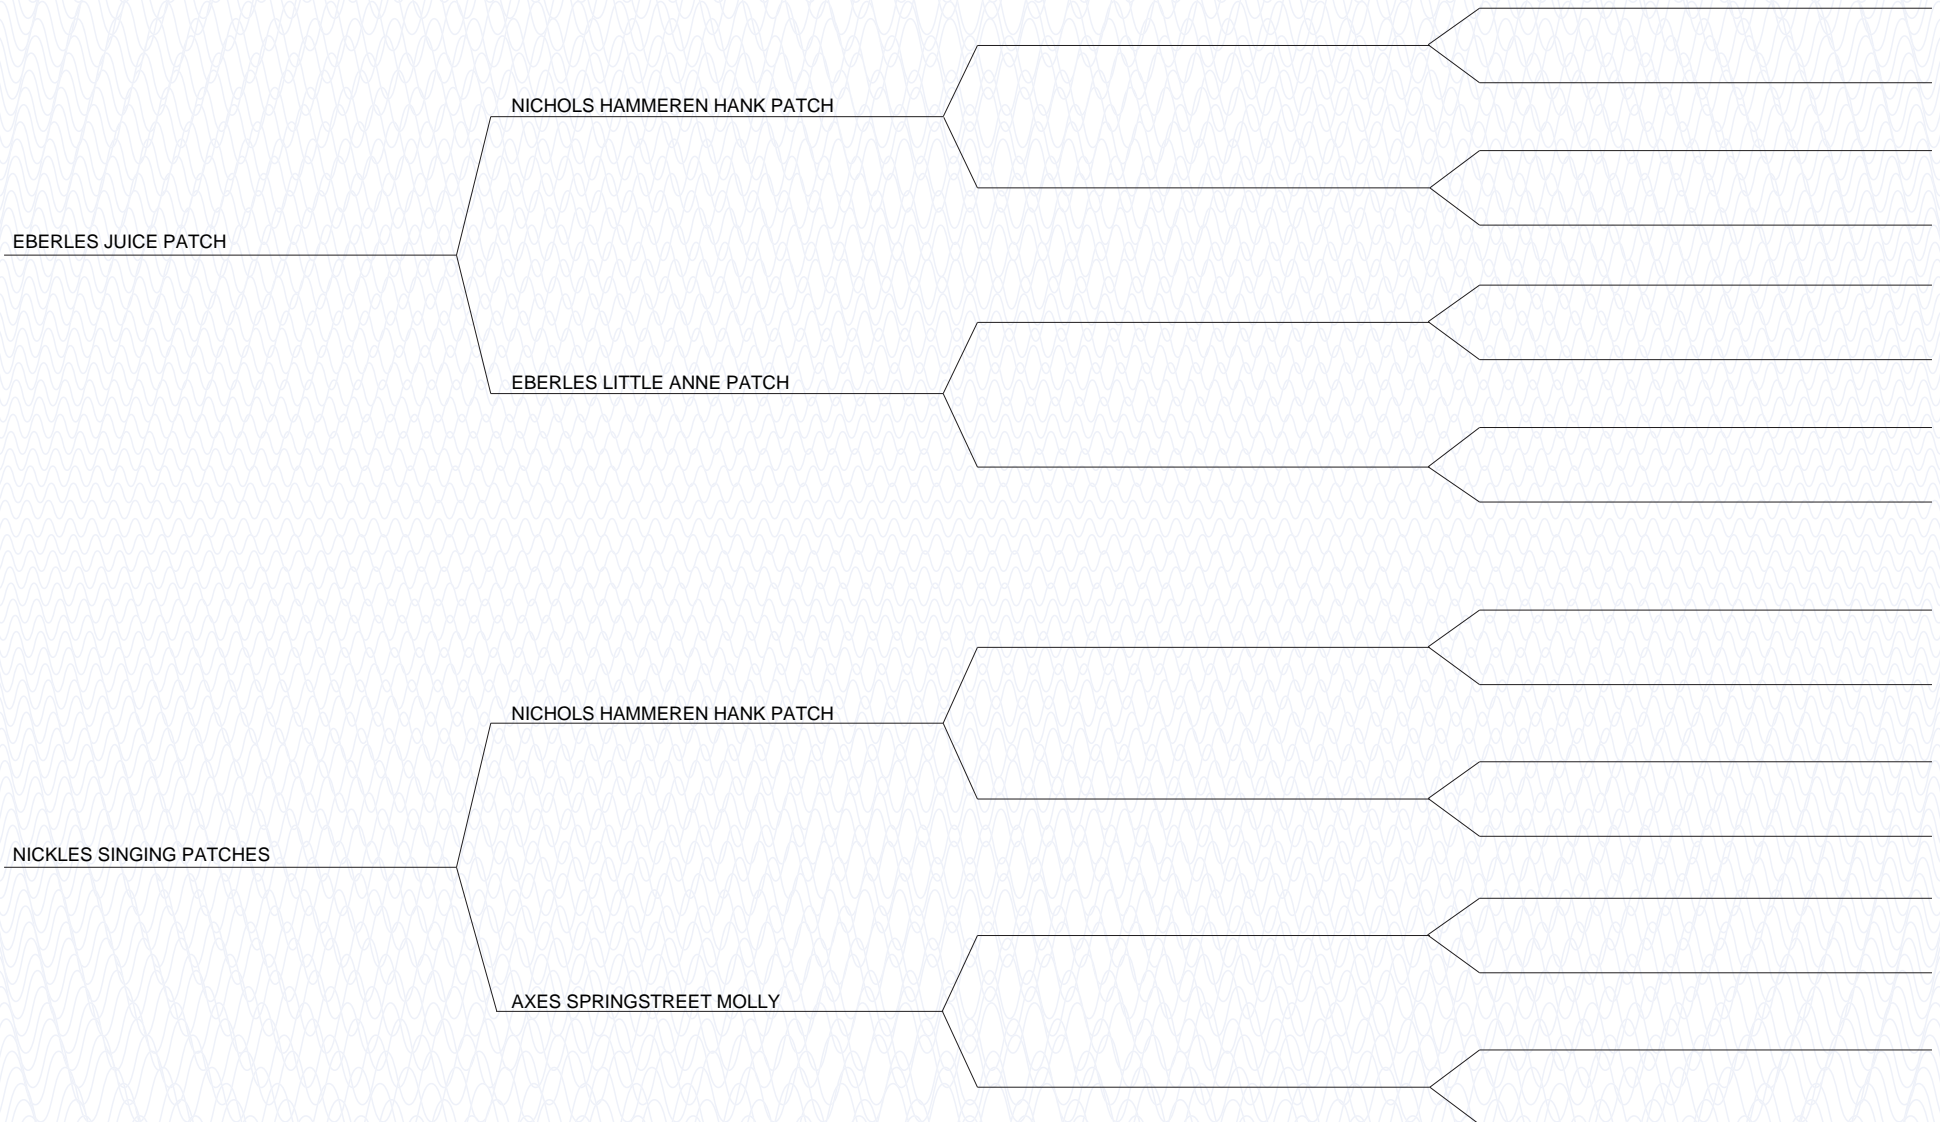 NICHOLS HAMMEREN HANK PATCH
EBERLES JUICE PATCH
EBERLES LITTLE ANNE PATCH
NICHOLS HAMMEREN HANK PATCH
NICKLES SINGING PATCHES
AXES SPRINGSTREET MOLLY